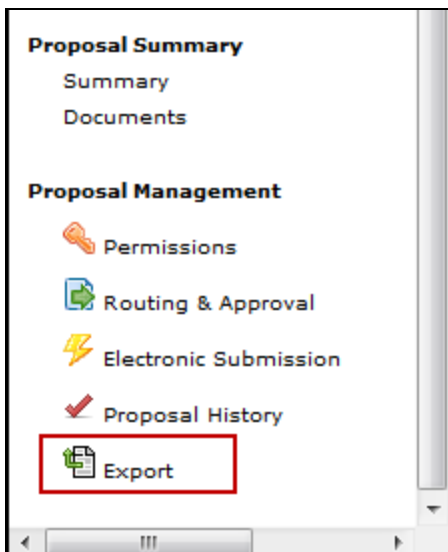 Proposal Summary
Summary
Documents
Proposal Management
Permissions
Routing & Approval
Electronic Submission
Proposal History
Export